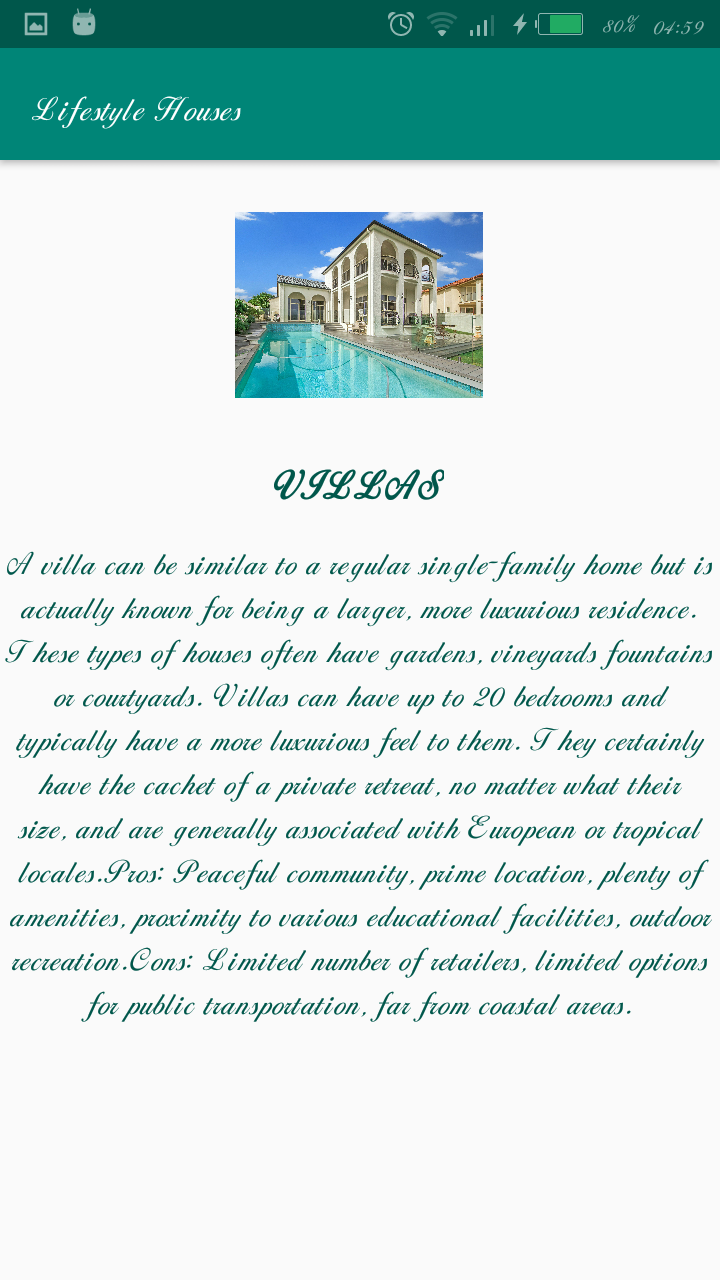 80% 04:59
Lifestyle Houses
VILLAS
A villa can be similar to a regular single-family home but is
actually known for being a larger, more luxurious residence.
These types of houses often have gardens, vineyards fountains
or courtyards. Villas can have up to 20 bedrooms and
typically have a more luxurious feel to them. They certainly
have the cachet of a private retreat, no matter what their
size, and are generally associated with European or tropical
locales.Pros: Peaceful community, prime location, plenty of
amenities, proximity to various educational facilities, outdoor
recreation.Cons: Limited number of retailers, limited options
for public transportation, far from coastal areas.